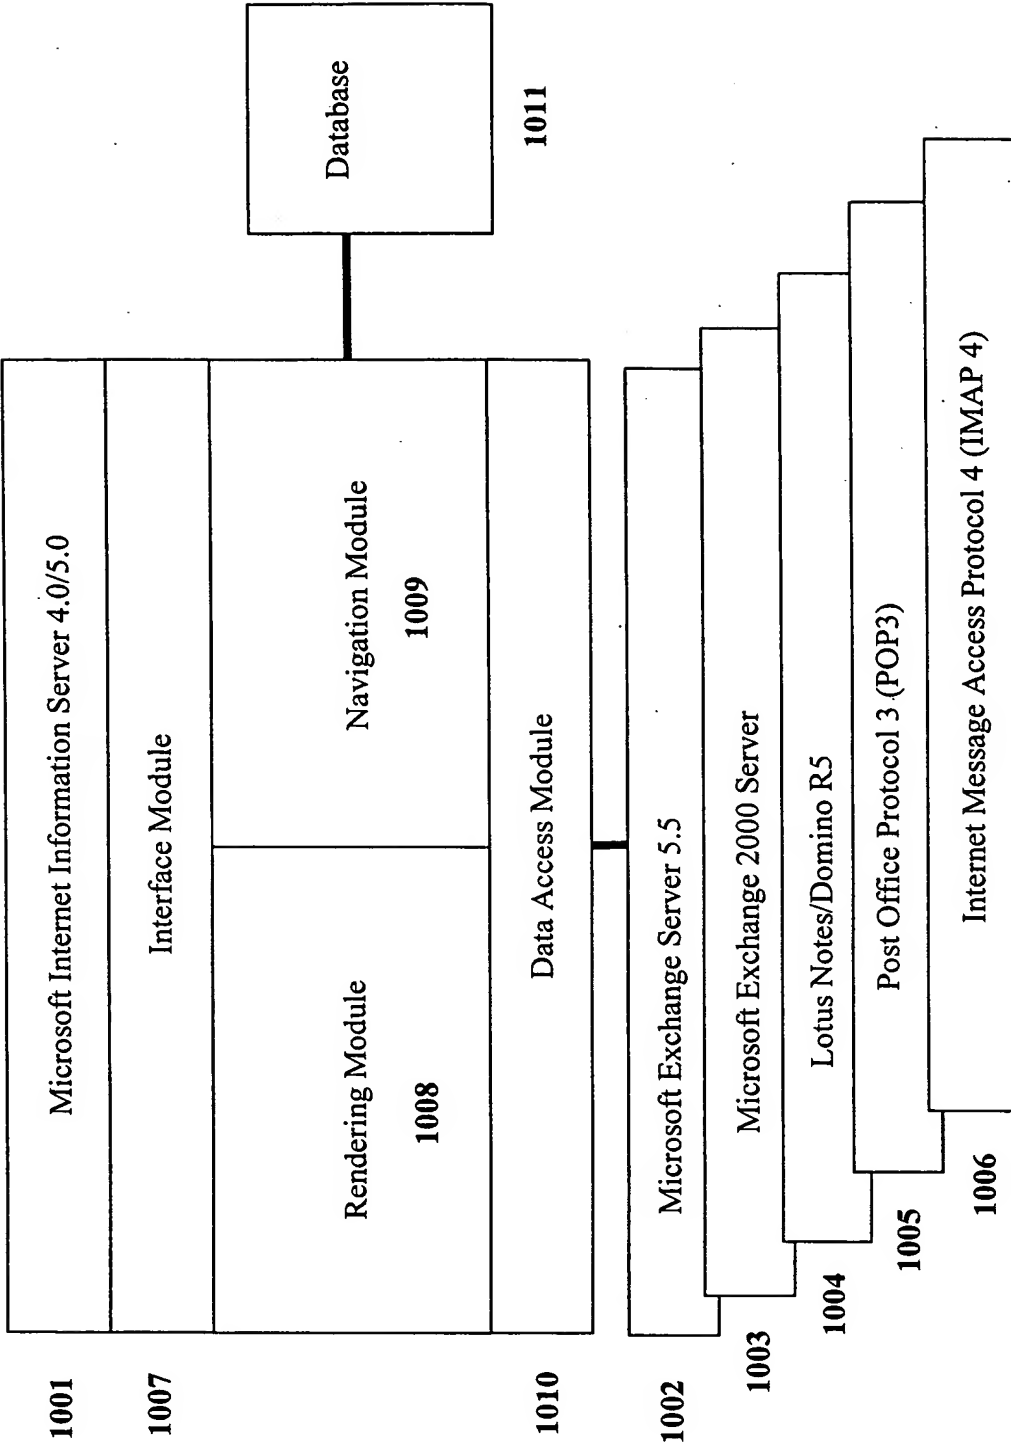 1001
Microsoft Internet Information Server 4.0/5.0
1007
Interface Module
Rendering Module
1008
Navigation Module
1009
Database
1011
1010
Data Access Module
1002
Microsoft Exchange Server 5.5
1003
Microsoft Exchange 2000 Server
1004
Lotus Notes/Domino R5
1005
Post Office Protocol 3 (POP3)
1006
Internet Message Access Protocol 4 (IMAP 4)